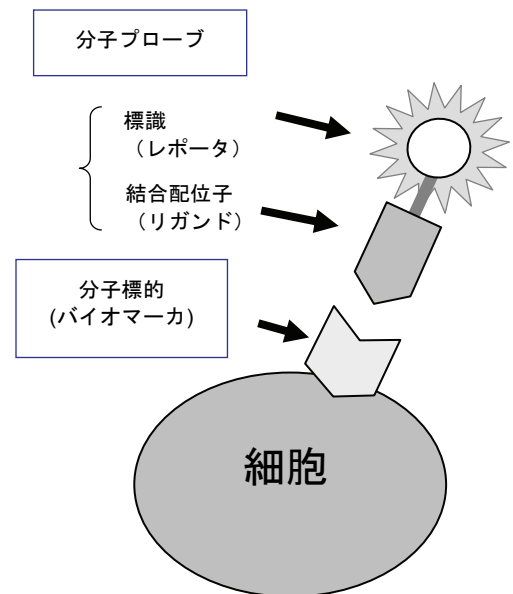 分子プローブ
標識
(レポータ)
結合配位子
(リガンド)
分子標的
(バイオマーカ)
細胞